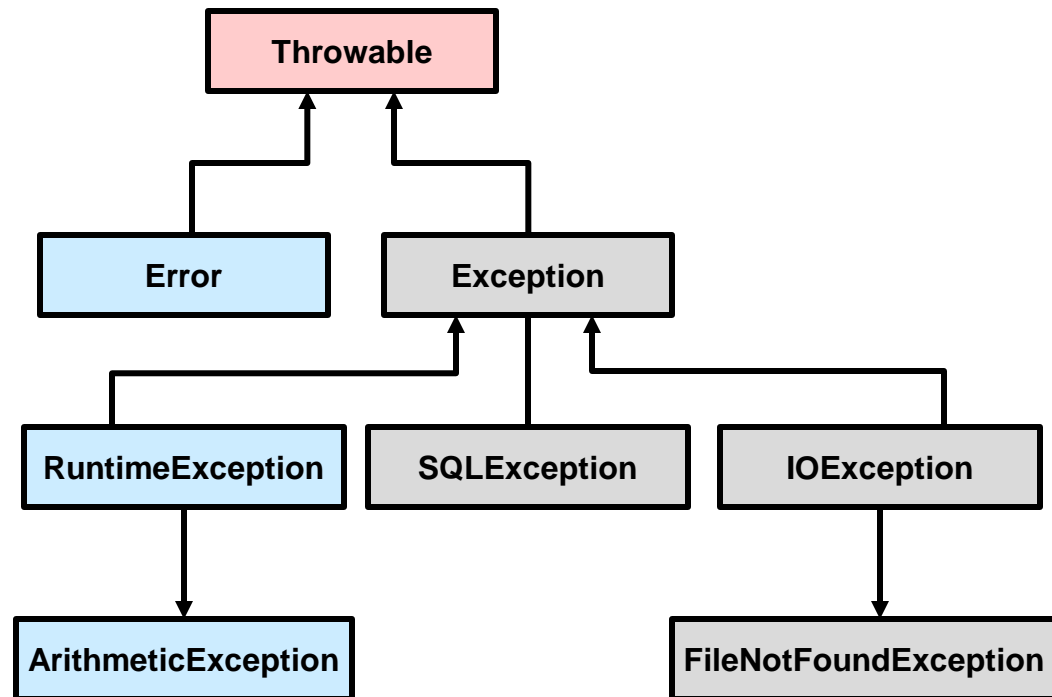 Throwable
Error
Exception
RuntimeException
SQLException
IOException
ArithmeticException
FileNotFoundException